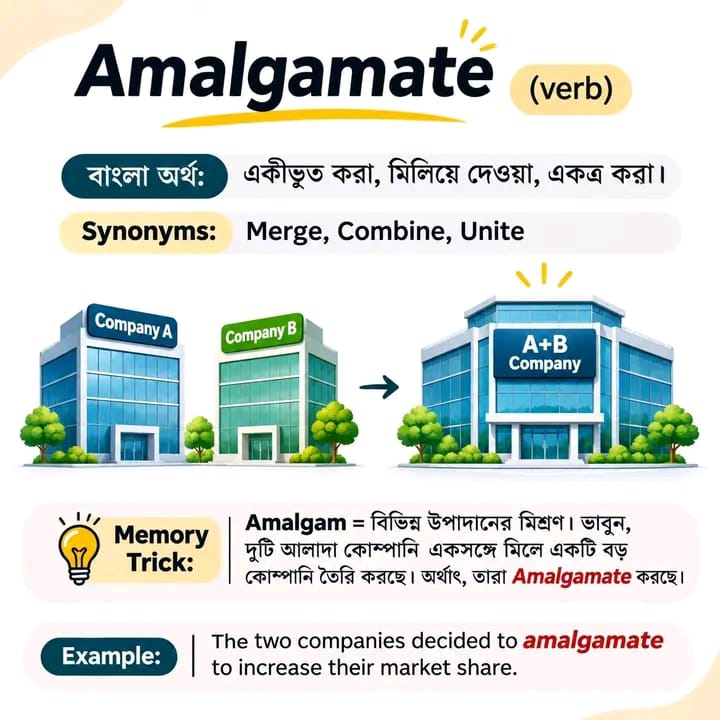 Amalgamate (verb)
বাংলা অর্থ: একীভুত করা, মিলিয়ে দেওয়া, একত্র করা।
Synonyms: Merge, Combine, Unite
Company A
Company B
A+B
Company
Memory
Trick:
Amalgam = বিভিন্ন উপাদানের মিশ্রণ। ভাবুন,
দুটি আলাদা কোম্পানি একসঙ্গে মিলে একটি বড়
কোম্পানি তৈরি করছে। অর্থাৎ, তারা Amalgamate করছে।
Example:
The two companies decided to amalgamate
to increase their market share.